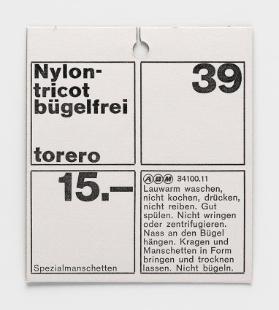 Nylon-
tricot
bügelfrei
torero
39
15.–
Spezialmanschetten
ABM 34100.11
Lauwarm waschen,
nicht kochen, drücken,
nicht reiben. Gut
spülen. Nicht wringen
oder zentrifugieren.
Nass an den Bügel
hängen. Kragen und
Manschetten in Form
bringen und trocknen
lassen. Nicht bügeln.